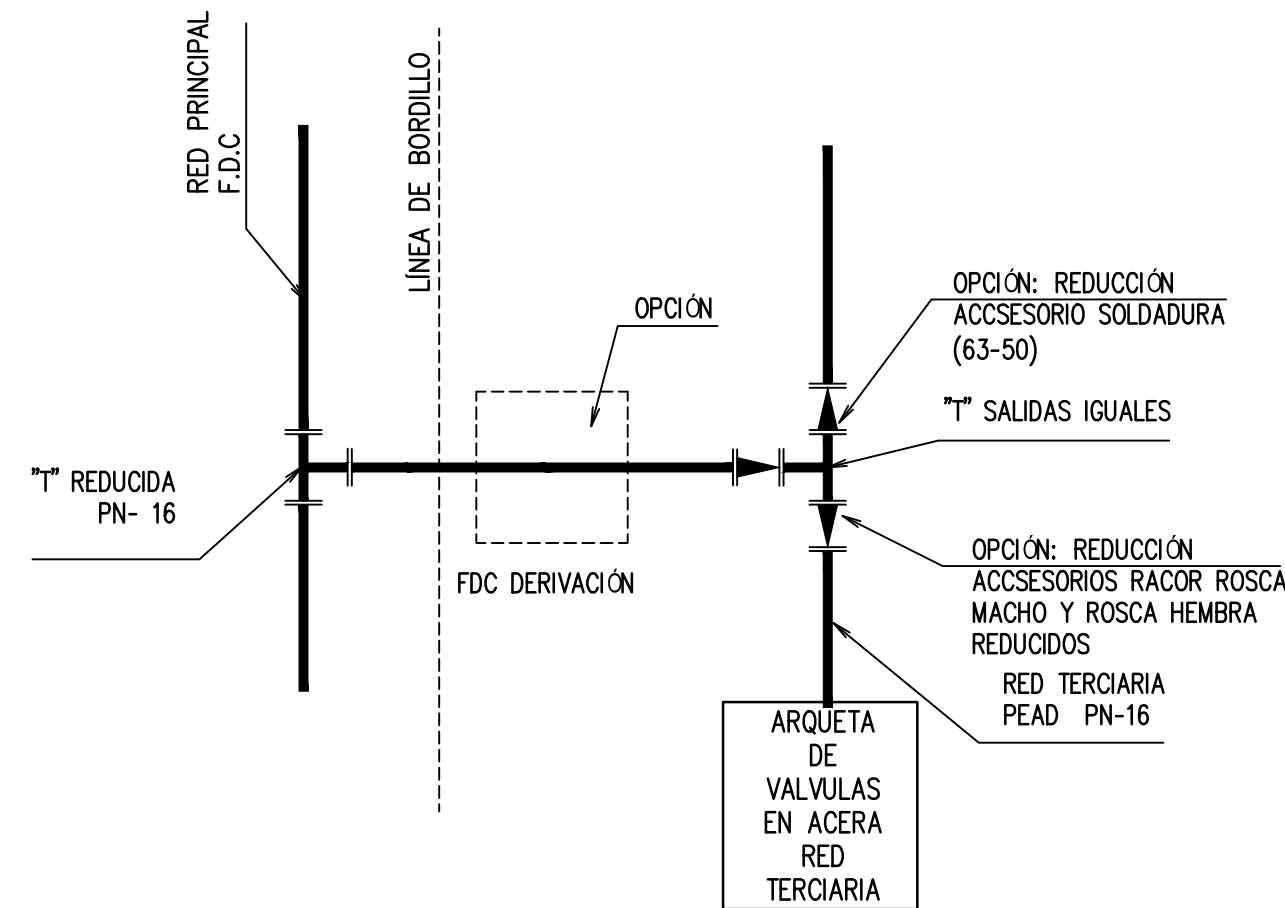 RED PRINCIPAL
F.D.C
LÍNEA DE BORDILLO
OPCIÓN
OPCIÓN: REDUCCIÓN
ACCSESORIO SOLDADURA
(63-50)
"T" SALIDAS IGUALES
"T" REDUCIDA
PN- 16
FDC DERIVACIÓN
OPCIÓN: REDUCCIÓN
ACCSESORIOS RACOR ROSCA
MACHO Y ROSCA HEMBRA
REDUCIDOS
RED TERCIARIA
PEAD PN-16
ARQUETA
DE
VALVULAS
EN ACERA
RED
TERCIARIA